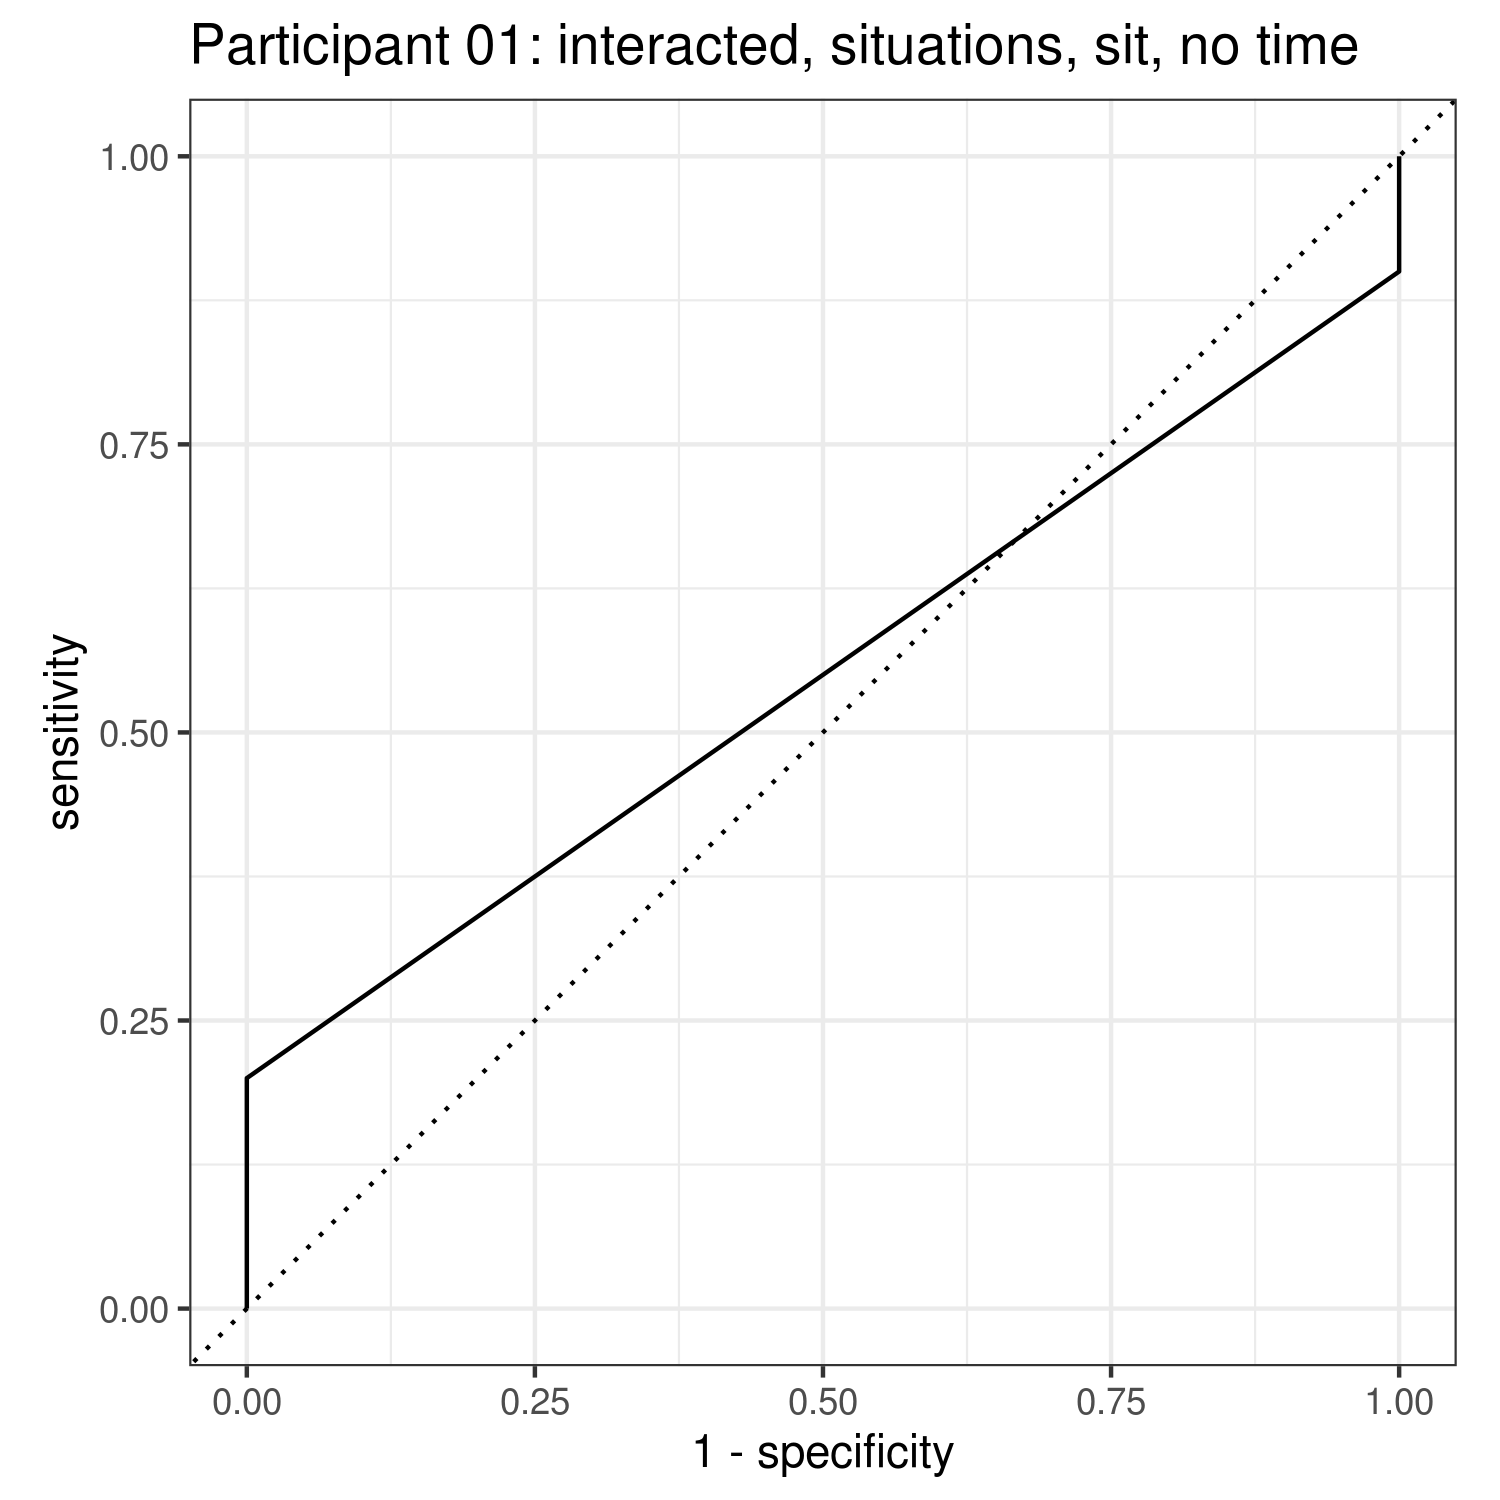 Participant 01: interacted, situations, sit, no time
1.00
0.75
0.50
0.25
0.00
sensitivity
0.00 0.25 0.50 0.75 1.00
1 - specificity